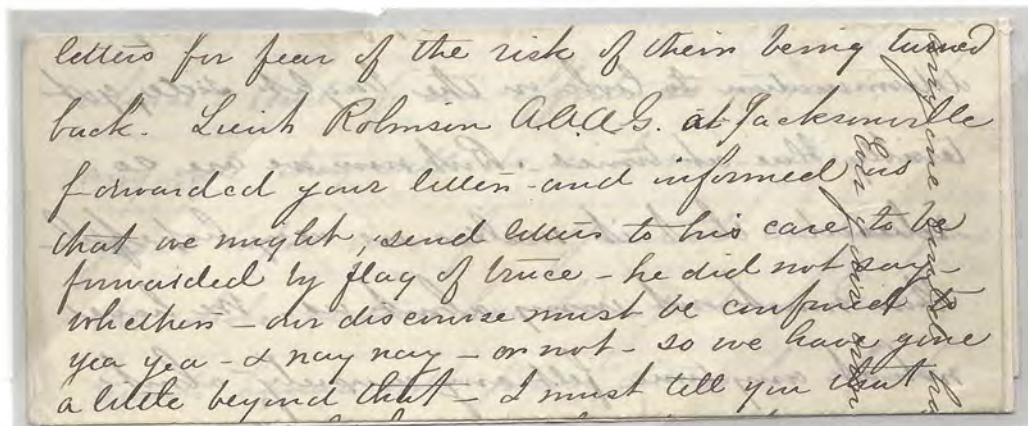 letters for fear of the risk of their being turned
back. Lieut Robinson A.A.A.G. at Jacksonville
forwarded your letter - and informed us
that we might, send letters to his care to be
forwarded by flag of truce - he did not say -
whether - our discourse must be confined
yea yea - & nay nay - or not - so we have gone
a little beyond that - I must tell you that